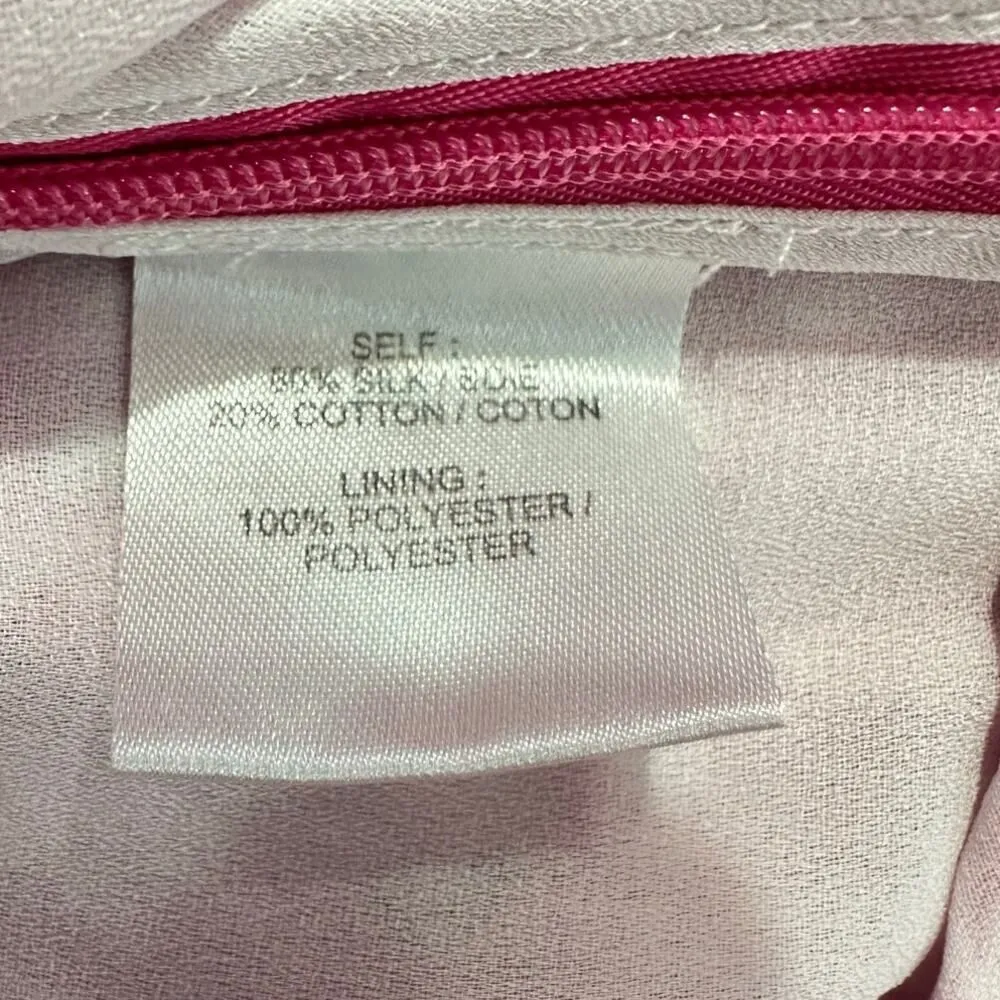 SELF :
80% SILK / SOIE
20% COTTON / COTON
LINING :
100% POLYESTER /
POLYESTER